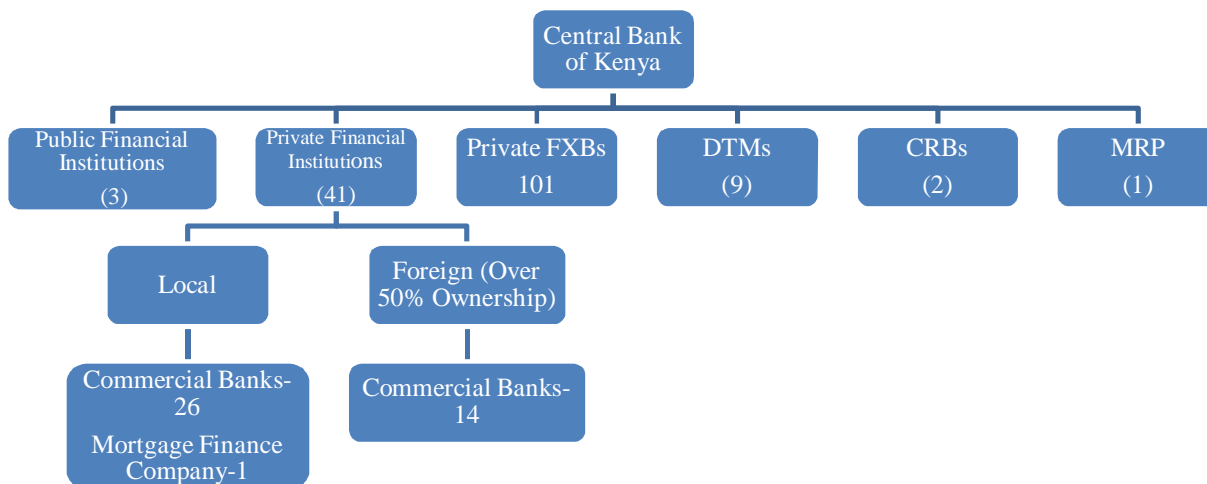 Central Bank
of Kenya
Public Financial
Institutions
(3)
Private Financial
Institutions
(41)
Private FXBs
101
DTMs
(9)
CRBs
(2)
MRP
(1)
Local
Foreign (Over
50% Ownership)
Commercial Banks-
26
Mortgage Finance
Company-1
Commercial Banks-
14